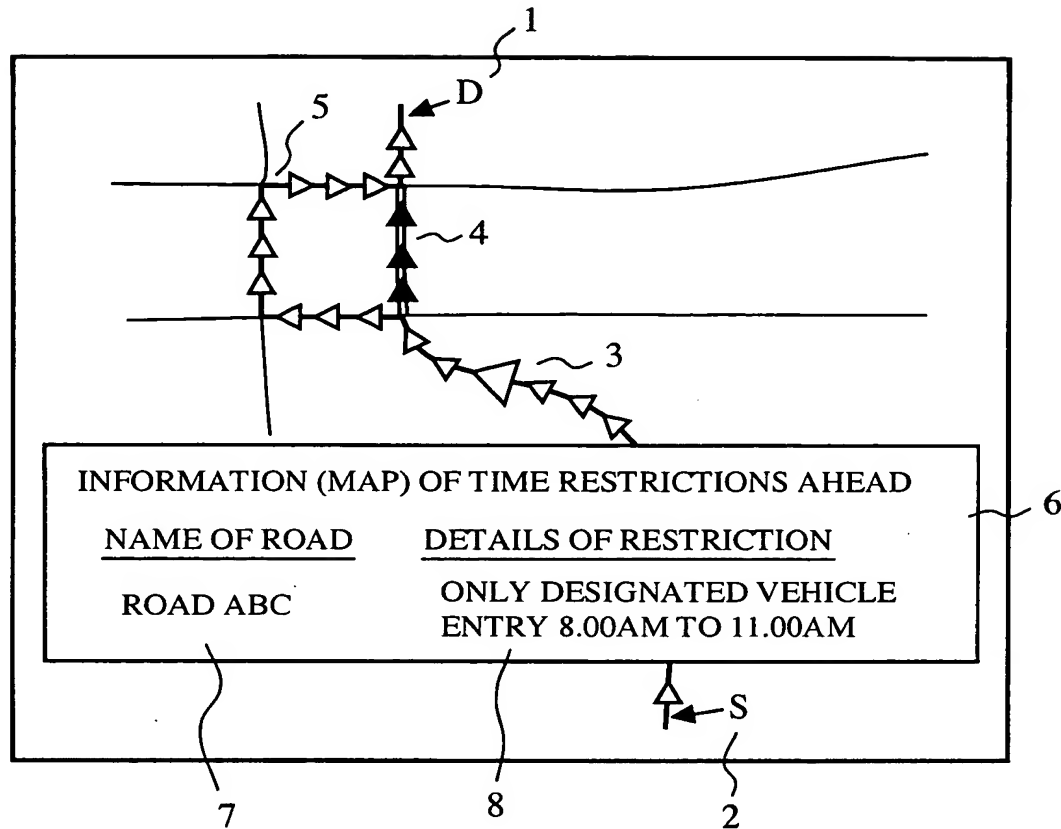 1
D
5
4
3
INFORMATION (MAP) OF TIME RESTRICTIONS AHEAD
6
NAME OF ROAD DETAILS OF RESTRICTION
ROAD ABC ONLY DESIGNATED VEHICLE
ENTRY 8.00AM TO 11.00AM
S
7 8 2